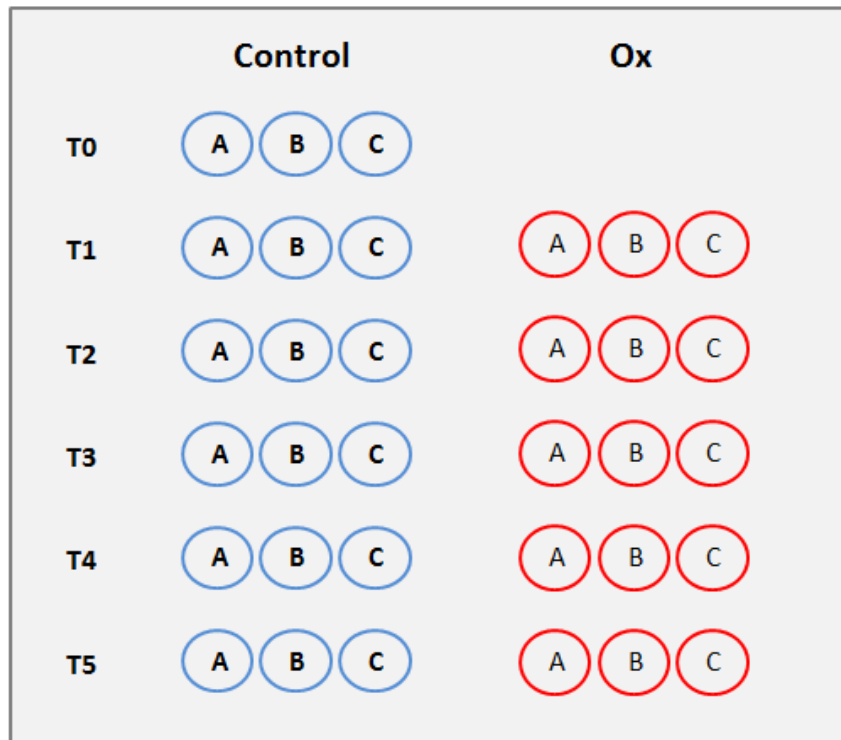 Control Ox
T0 A B C
T1 A B C A B C
T2 A B C A B C
T3 A B C A B C
T4 A B C A B C
T5 A B C A B C